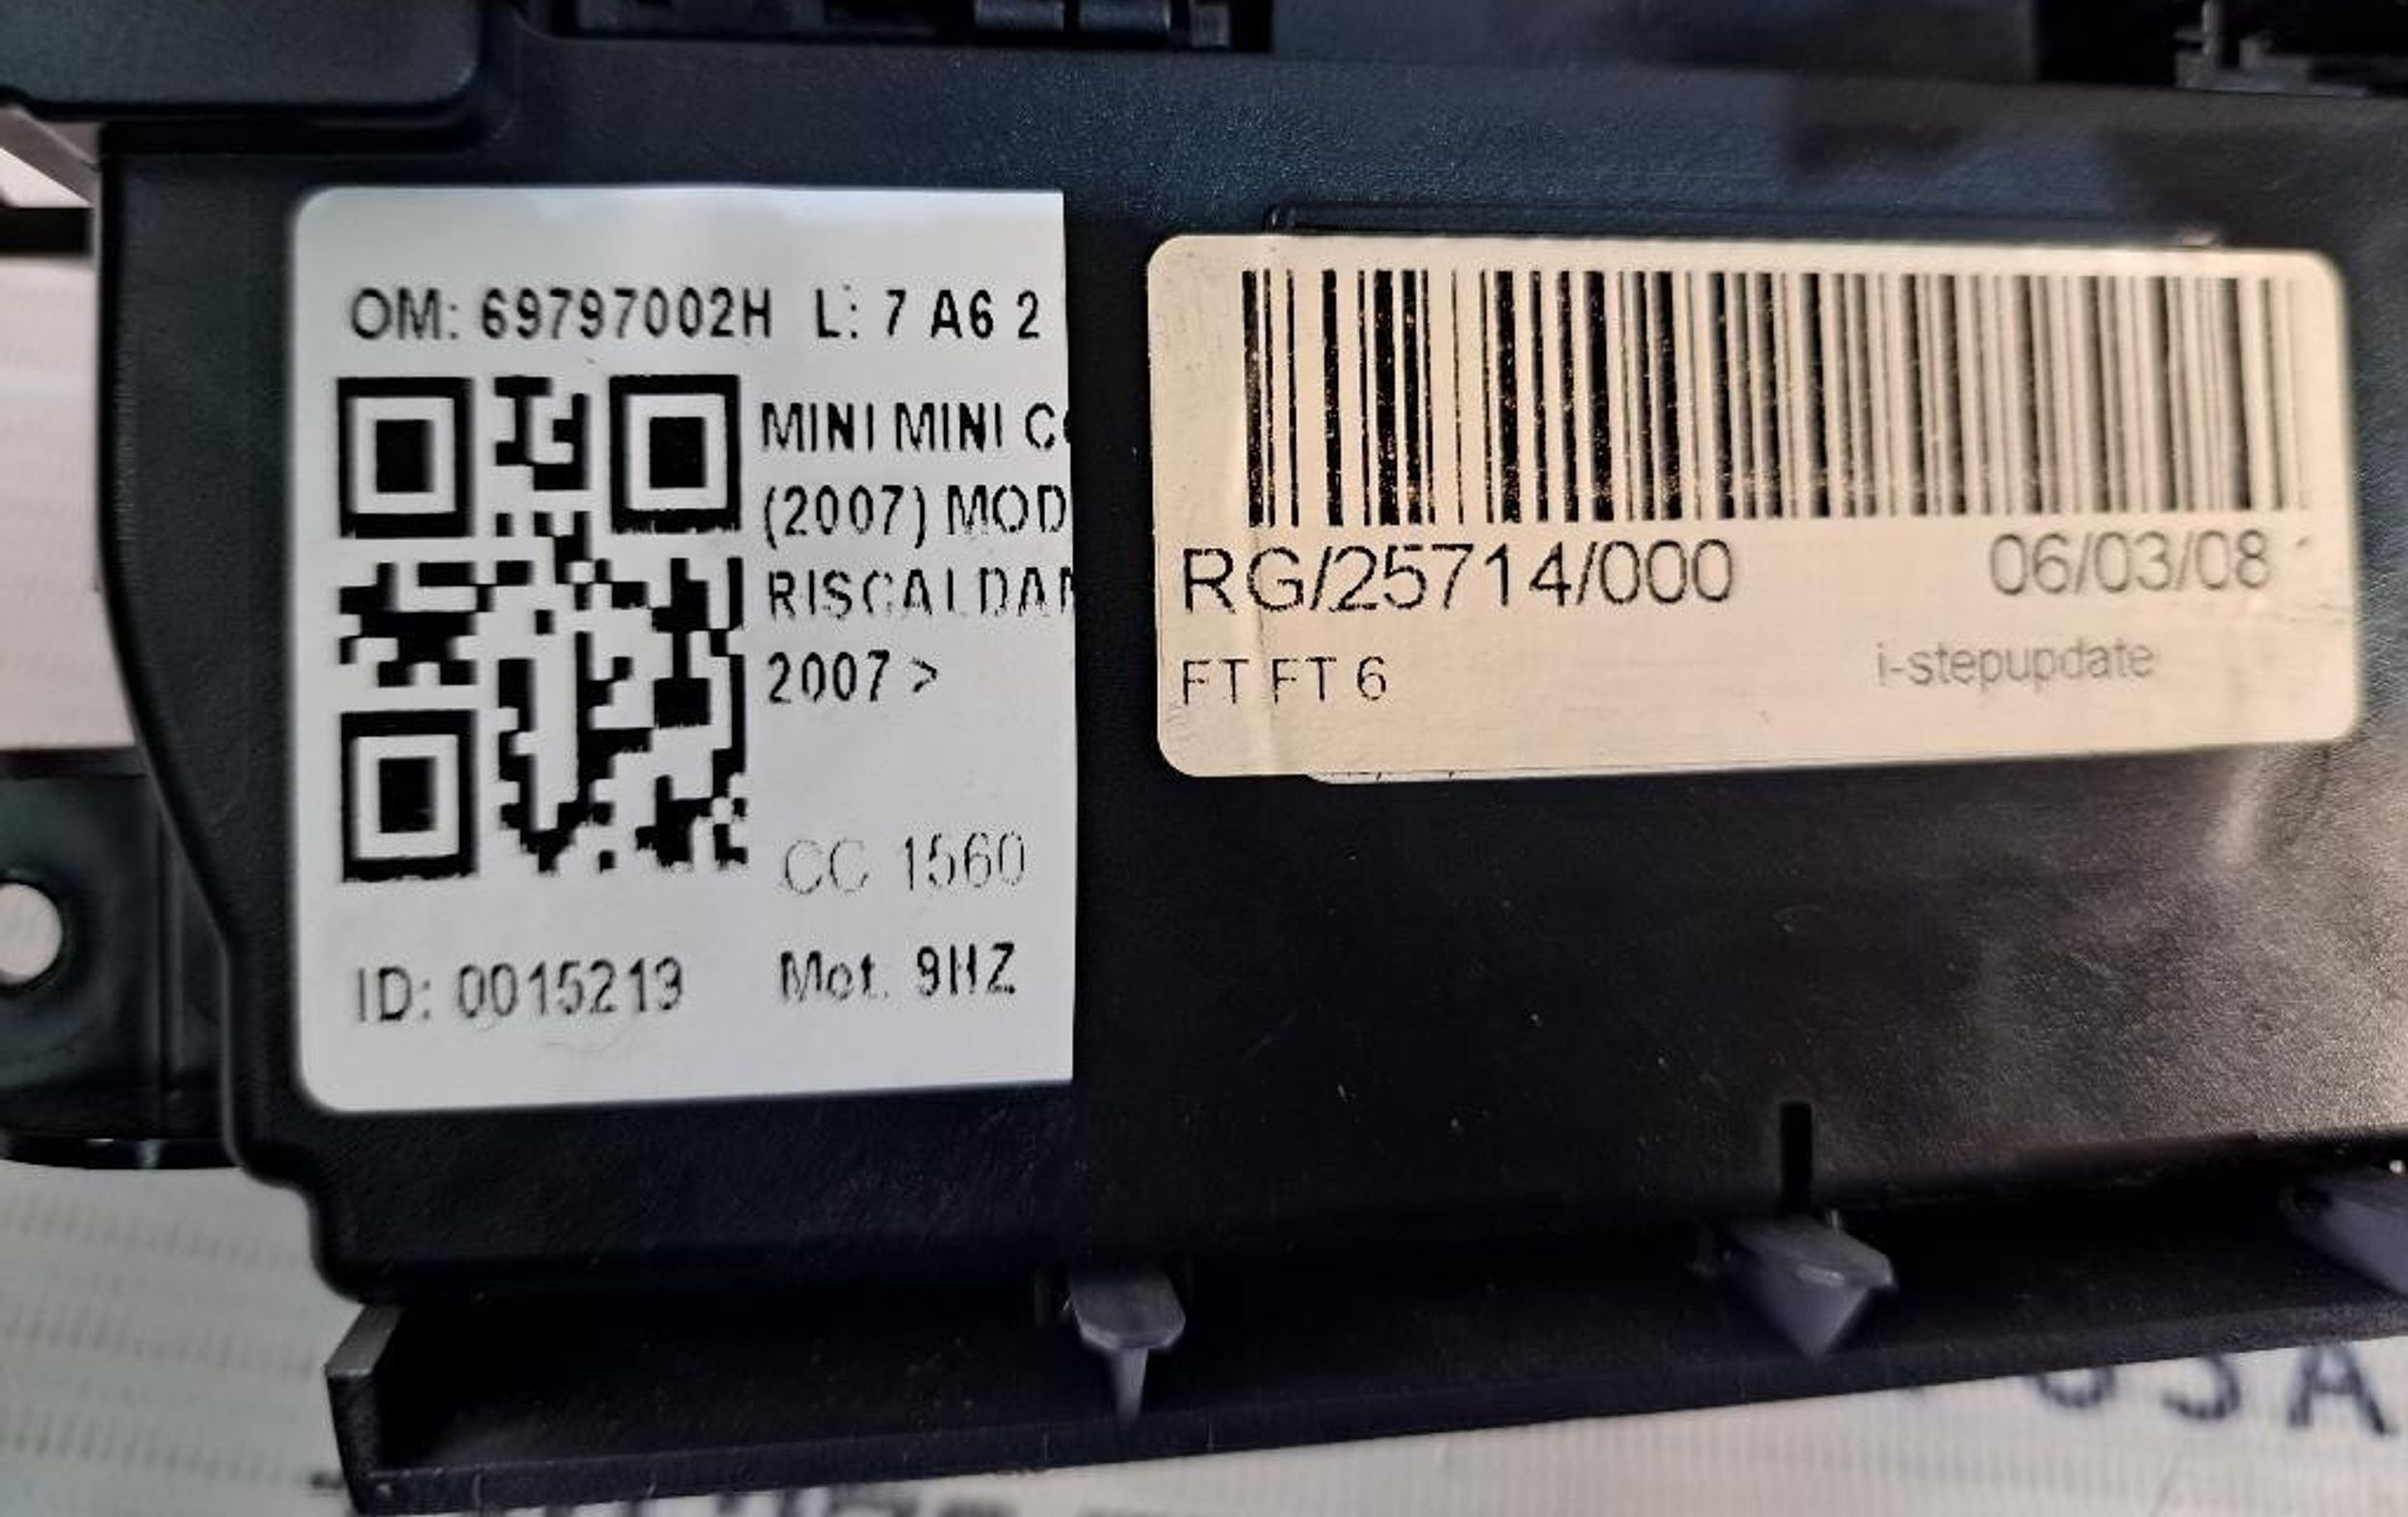 OM: 69797002H L: 7 A6 2
MINI MINI C
(2007) MOD
RISCALDA
2007 >
CC 1560
ID: 0015213 Mot. 9HZ
RG/25714/000 06/03/08
FT FT 6 i-stepupdate